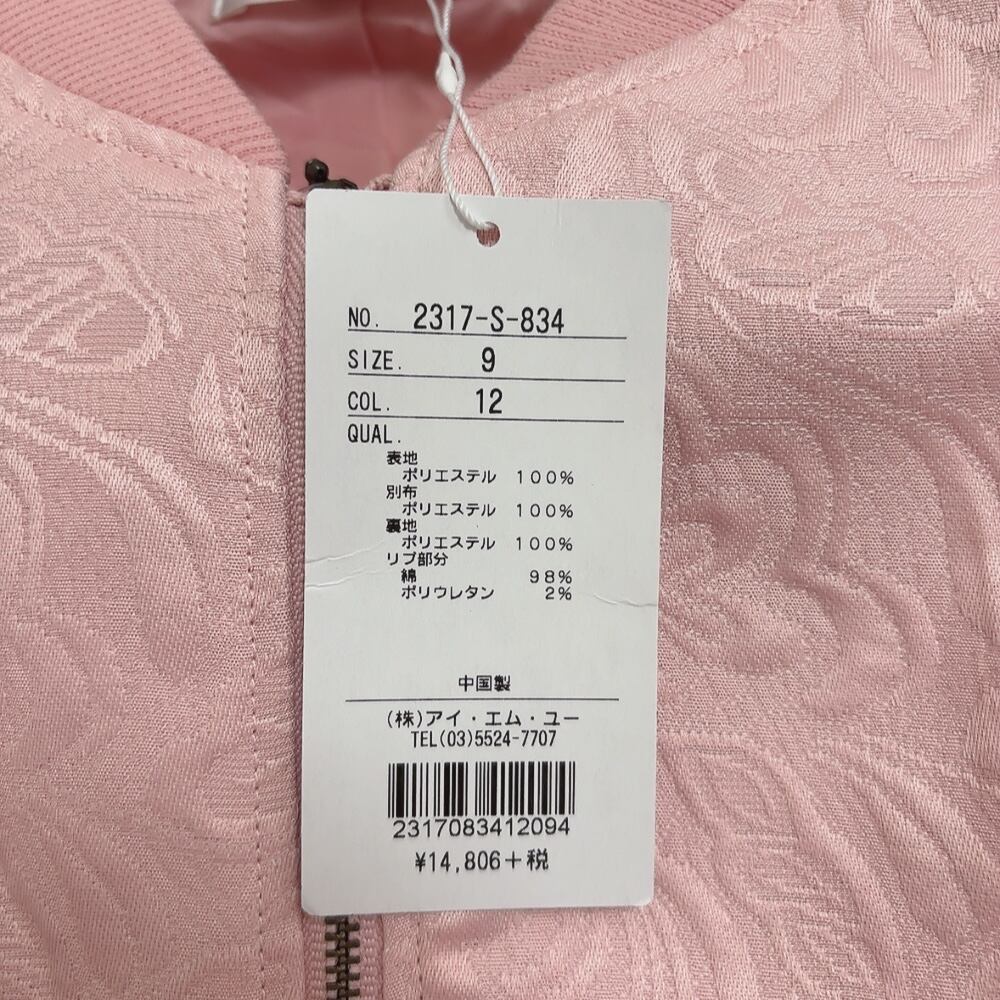 NO. 2317-S-834
SIZE. 9
COL. 12
QUAL.
表地
ポリエステル 100%
別布
ポリエステル 100%
裏地
ポリエステル 100%
リブ部分
綿 98%
ポリウレタン 2%
中国製
(株)アイ・エム・ユー
TEL(03)5524-7707
2317083412094
¥14,806+税